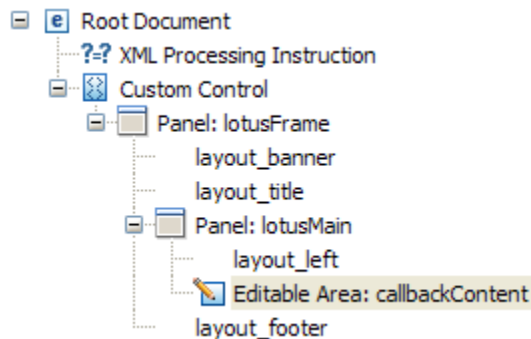 Root Document
?=? XML Processing Instruction
Custom Control
Panel: lotusFrame
layout_banner
layout_title
Panel: lotusMain
layout_left
Editable Area: callbackContent
layout_footer